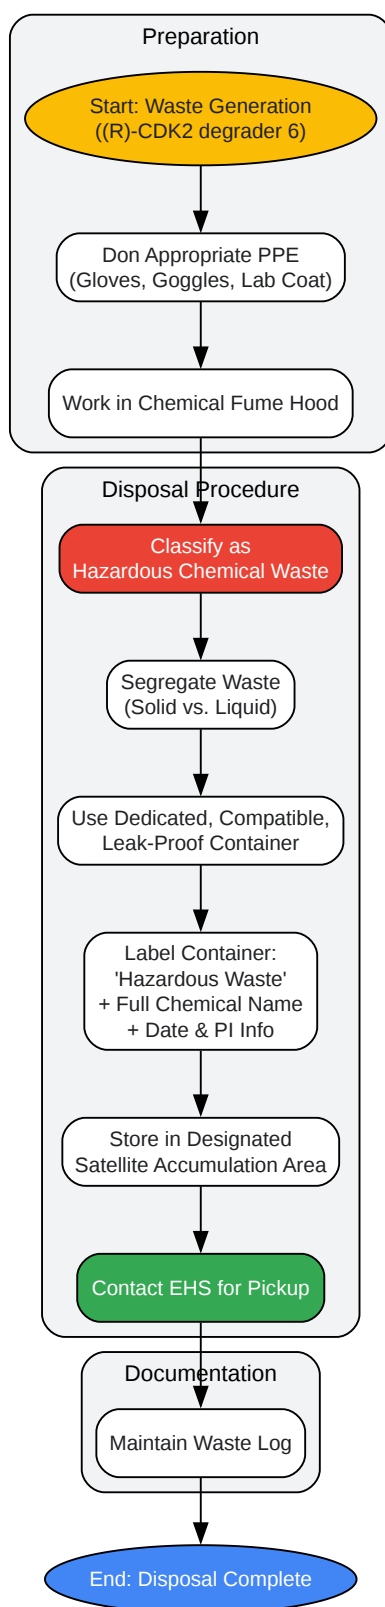 Preparation
Start: Waste Generation
((R)-CDK2 degrader 6)
Don Appropriate PPE
(Gloves, Goggles, Lab Coat)
Work in Chemical Fume Hood
Disposal Procedure
Classify as
Hazardous Chemical Waste
Segregate Waste
(Solid vs. Liquid)
Use Dedicated, Compatible,
Leak-Proof Container
Label Container:
'Hazardous Waste'
+ Full Chemical Name
+ Date & PI Info
Store in Designated
Satellite Accumulation Area
Contact EHS for Pickup
Documentation
Maintain Waste Log
End: Disposal Complete